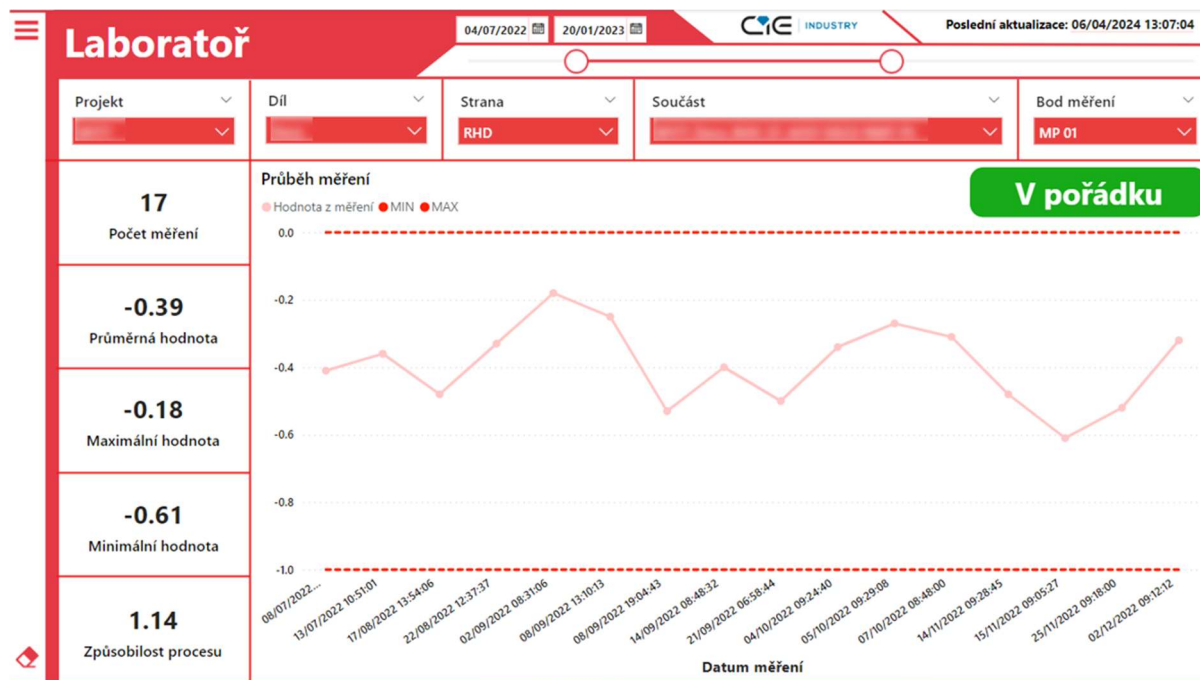 Laboratoř
04/07/2022
20/01/2023
CIE INDUSTRY
Poslední aktualizace: 06/04/2024 13:07:04
Projekt
Díl
Strana
RHD
Součást
Bod měření
MP 01
17
Počet měření
-0.39
Průměrná hodnota
-0.18
Maximální hodnota
-0.61
Minimální hodnota
1.14
Způsobilost procesu
Průběh měření
Hodnota z měření MIN MAX
V pořádku
0.0
-0.2
-0.4
-0.6
-0.8
-1.0
08/07/2022...
13/07/2022 10:51:01
17/08/2022 13:54:06
22/08/2022 12:37:37
02/09/2022 08:31:06
08/09/2022 13:10:13
08/09/2022 19:04:43
14/09/2022 08:48:32
21/09/2022 06:58:44
04/10/2022 09:24:40
05/10/2022 09:29:08
07/10/2022 08:48:00
14/11/2022 09:28:45
15/11/2022 09:05:27
25/11/2022 09:18:00
02/12/2022 09:12:12
Datum měření